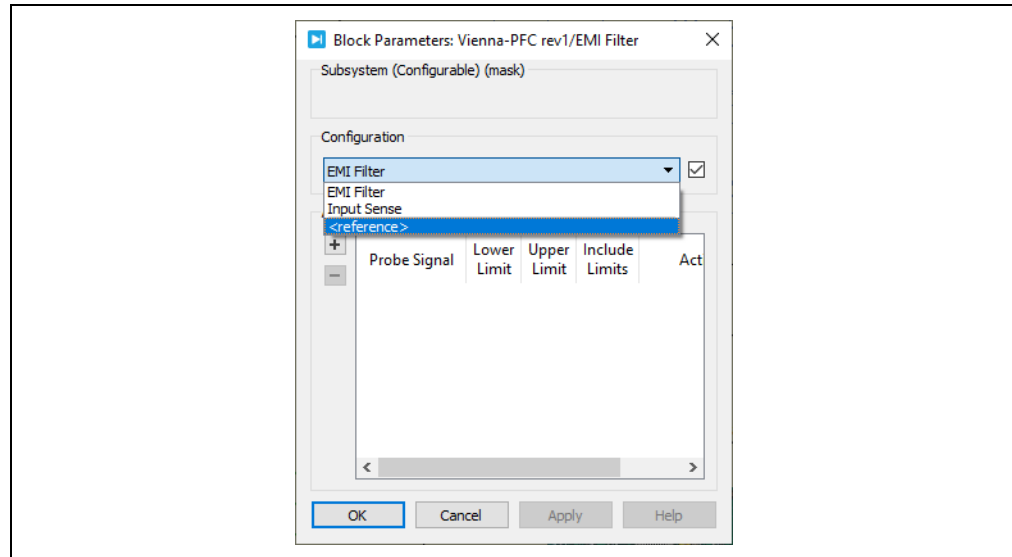 Block Parameters: Vienna-PFC rev1/EMI Filter
Subsystem (Configurable) (mask)
Configuration
EMI Filter
EMI Filter
Input Sense
<reference>
+
Probe Signal Lower Limit Upper Limit Include Limits Act
−
OK Cancel Apply Help